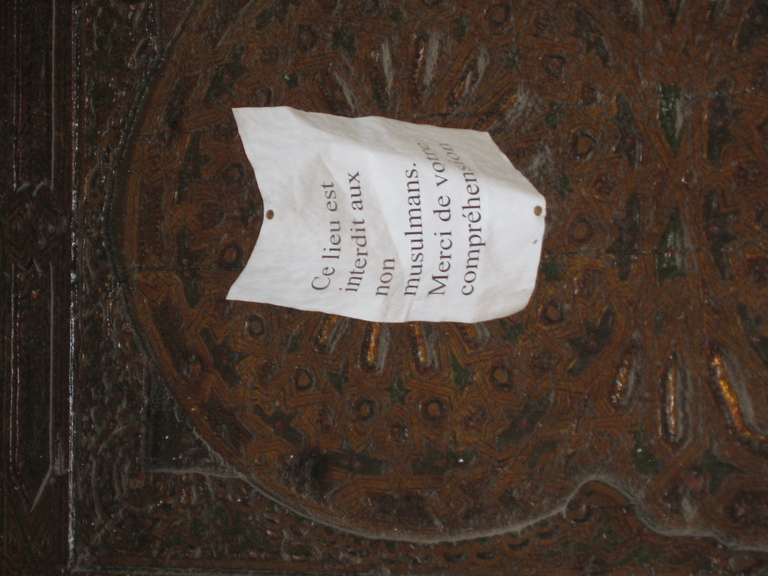 Ce lieu est
interdit aux
non
musulmans.
Merci de votre
compréhension